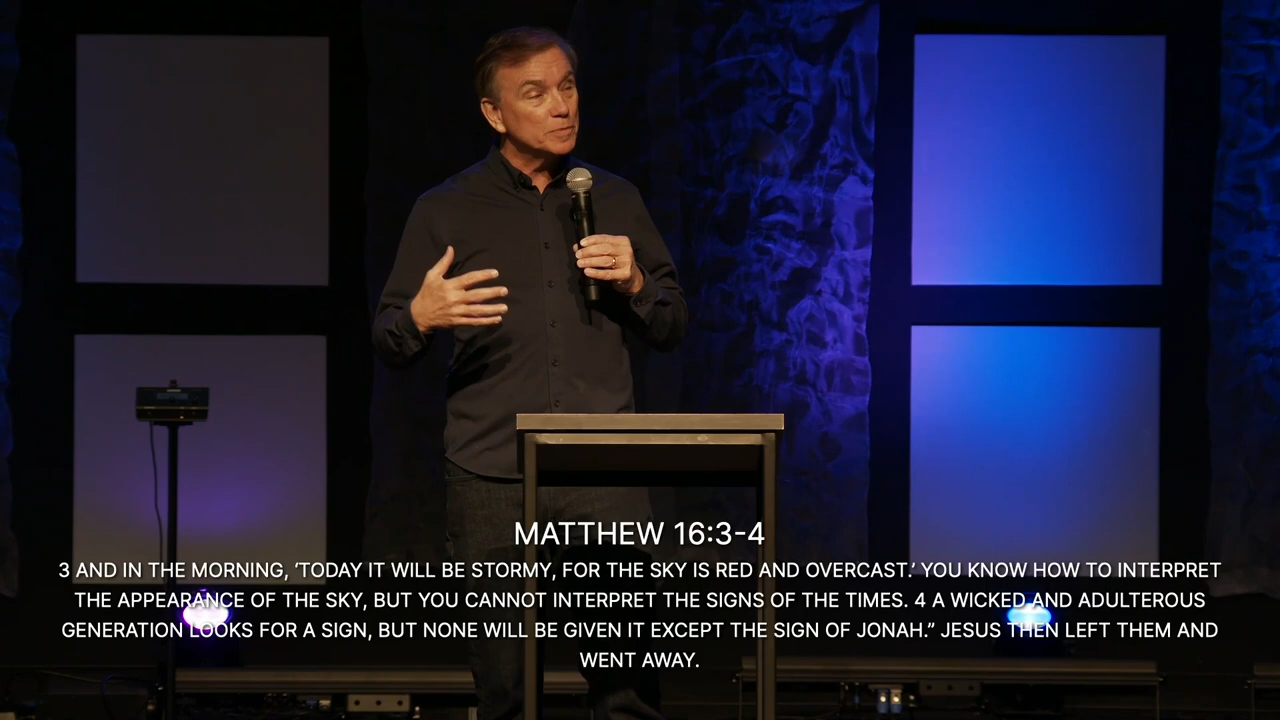 MATTHEW 16:3-4
3 AND IN THE MORNING, ‘TODAY IT WILL BE STORMY, FOR THE SKY IS RED AND OVERCAST.’ YOU KNOW HOW TO INTERPRET
THE APPEARANCE OF THE SKY, BUT YOU CANNOT INTERPRET THE SIGNS OF THE TIMES. 4 A WICKED AND ADULTEROUS
GENERATION LOOKS FOR A SIGN, BUT NONE WILL BE GIVEN IT EXCEPT THE SIGN OF JONAH.” JESUS THEN LEFT THEM AND
WENT AWAY.